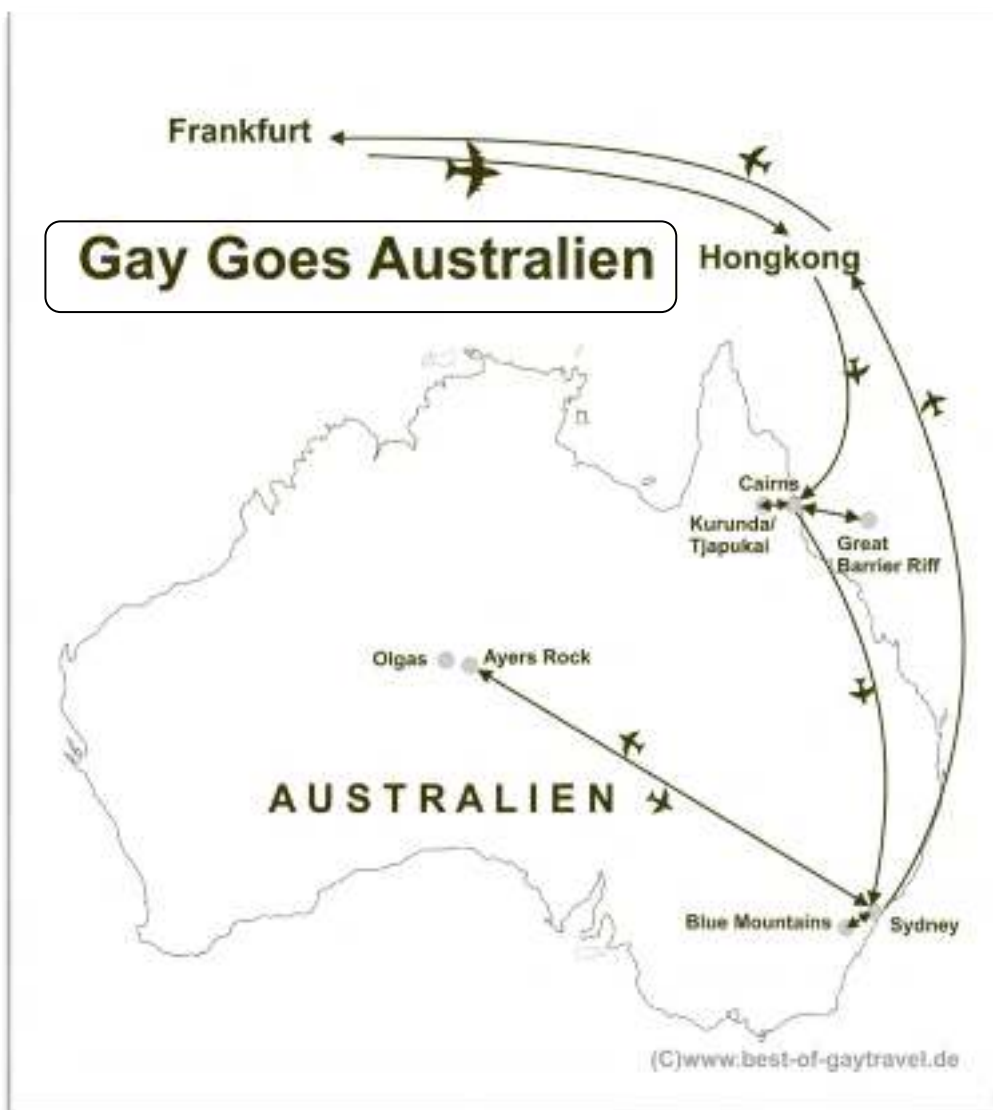 Frankfurt
Gay Goes Australien
Hongkong
Cairns
Kurunda/
Tjapukai
Great
Barrier Riff
Olgas
Ayers Rock
AUSTRALIEN
Blue Mountains
Sydney
(C)www.best-of-gaytravel.de